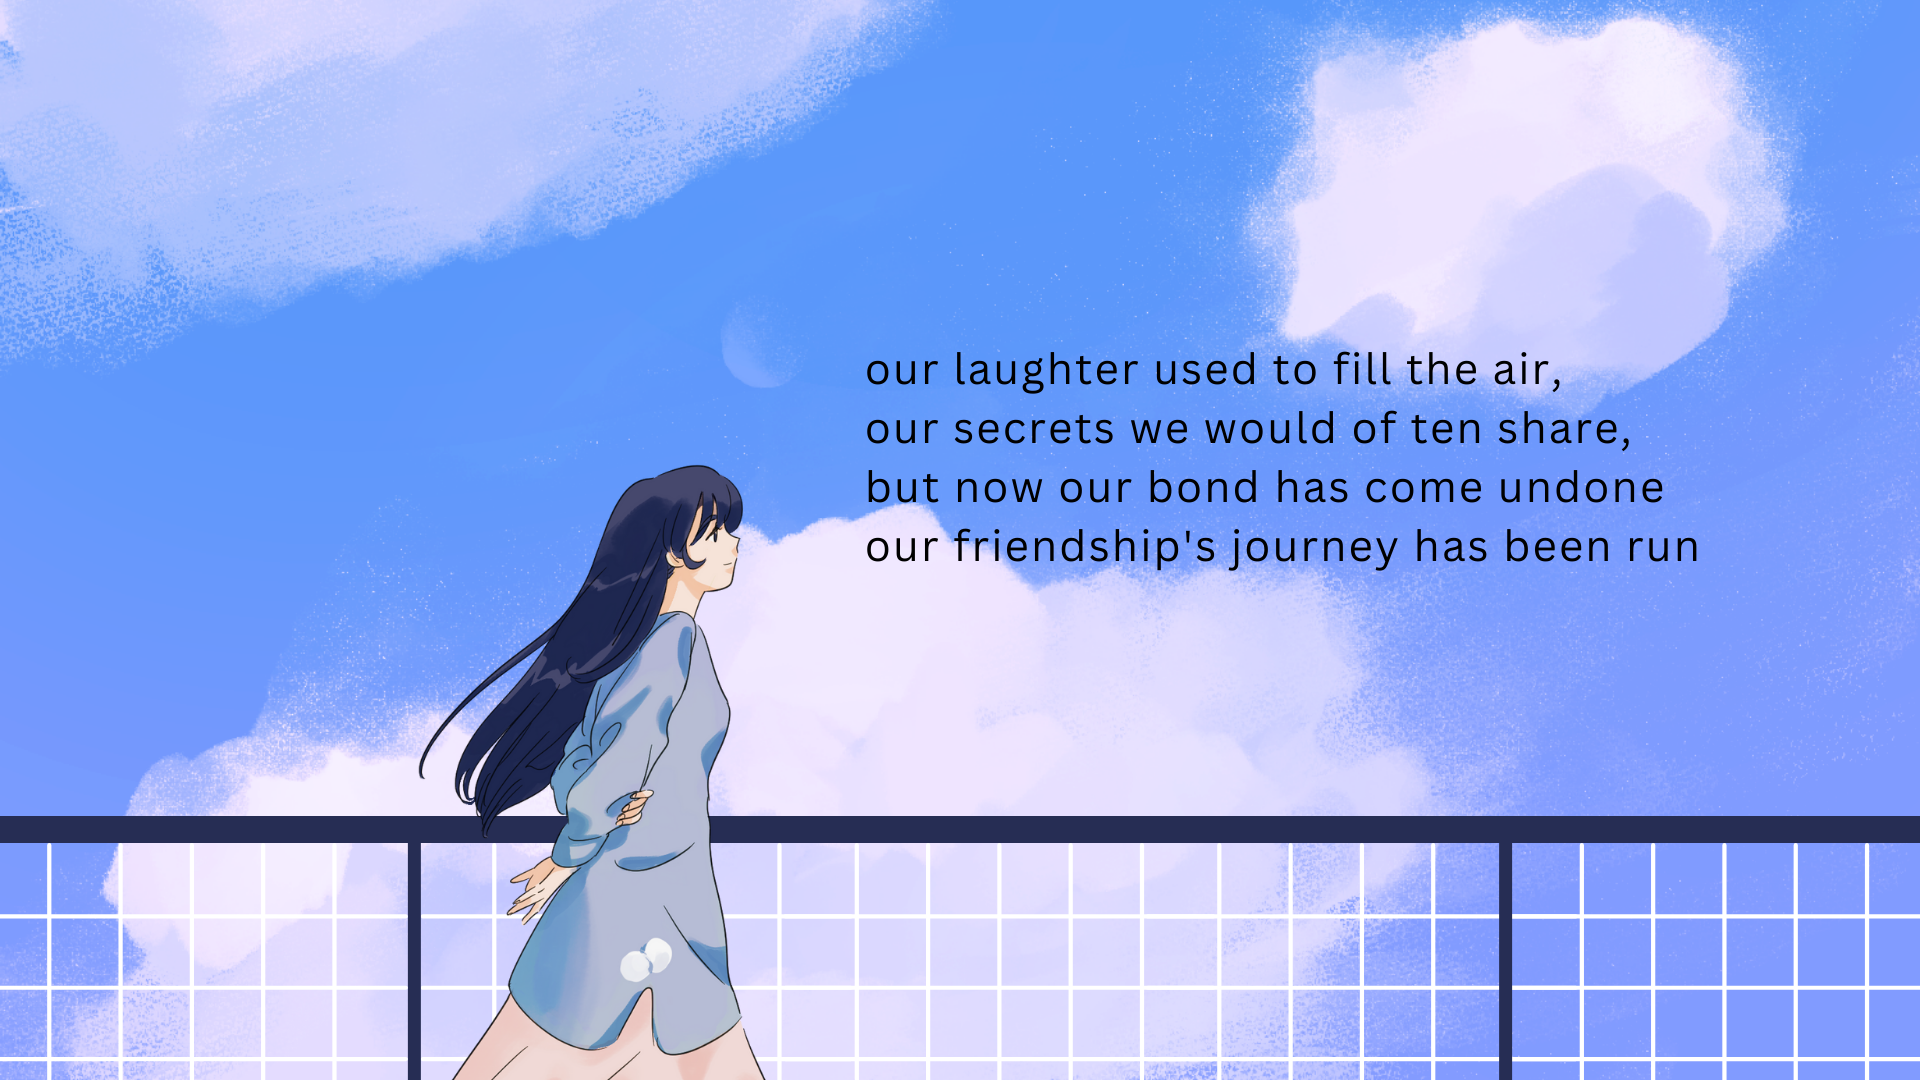 our laughter used to fill the air,
our secrets we would of ten share,
but now our bond has come undone
our friendship's journey has been run